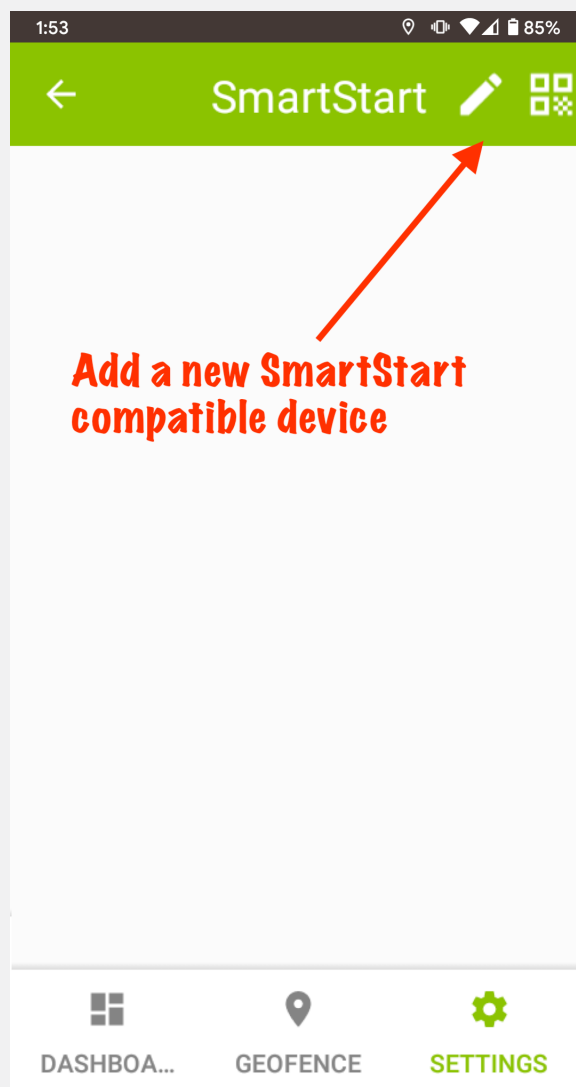 1:53 85%
SmartStart
Add a new SmartStart
compatible device
DASHBOA... GEOFENCE SETTINGS